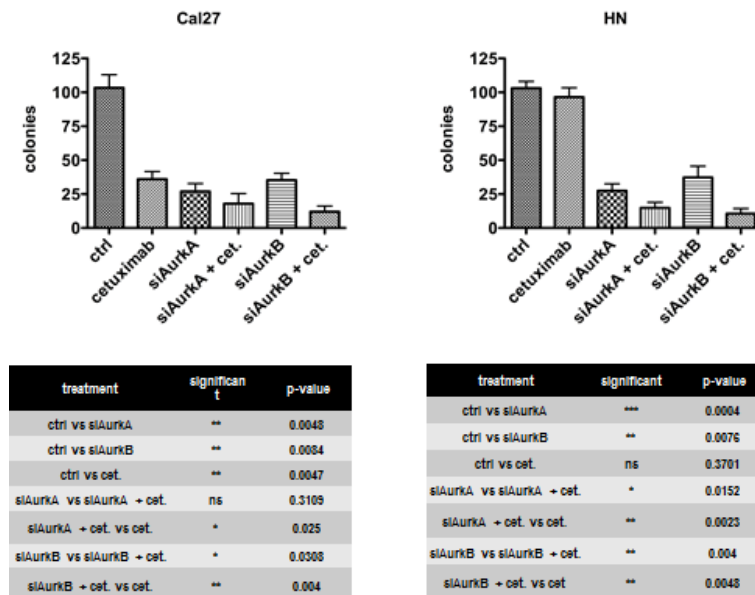 Cal27
125
100
75
50
25
0
colonies
ctrl
cetuximab
siAurkA
siAurkA + cet.
siAurkB
siAurkB + cet.
HN
125
100
75
50
25
0
colonies
ctrl
cetuximab
siAurkA
siAurkA + cet.
siAurkB
siAurkB + cet.
treatment significan
t p-value
ctrl vs siAurkA ** 0.0048
ctrl vs siAurkB ** 0.0084
ctrl vs cet. ** 0.0047
siAurkA vs siAurkA + cet. ns 0.3109
siAurkA + cet. vs cet. * 0.025
siAurkB vs siAurkB + cet. * 0.0308
siAurkB + cet. vs cet. ** 0.004
treatment significant p-value
ctrl vs siAurkA *** 0.0004
ctrl vs siAurkB ** 0.0076
ctrl vs cet. ns 0.3701
siAurkA vs siAurkA + cet. * 0.0152
siAurkA + cet. vs cet. ** 0.0023
siAurkB vs siAurkB + cet. ** 0.004
siAurkB + cet. vs cet ** 0.0048